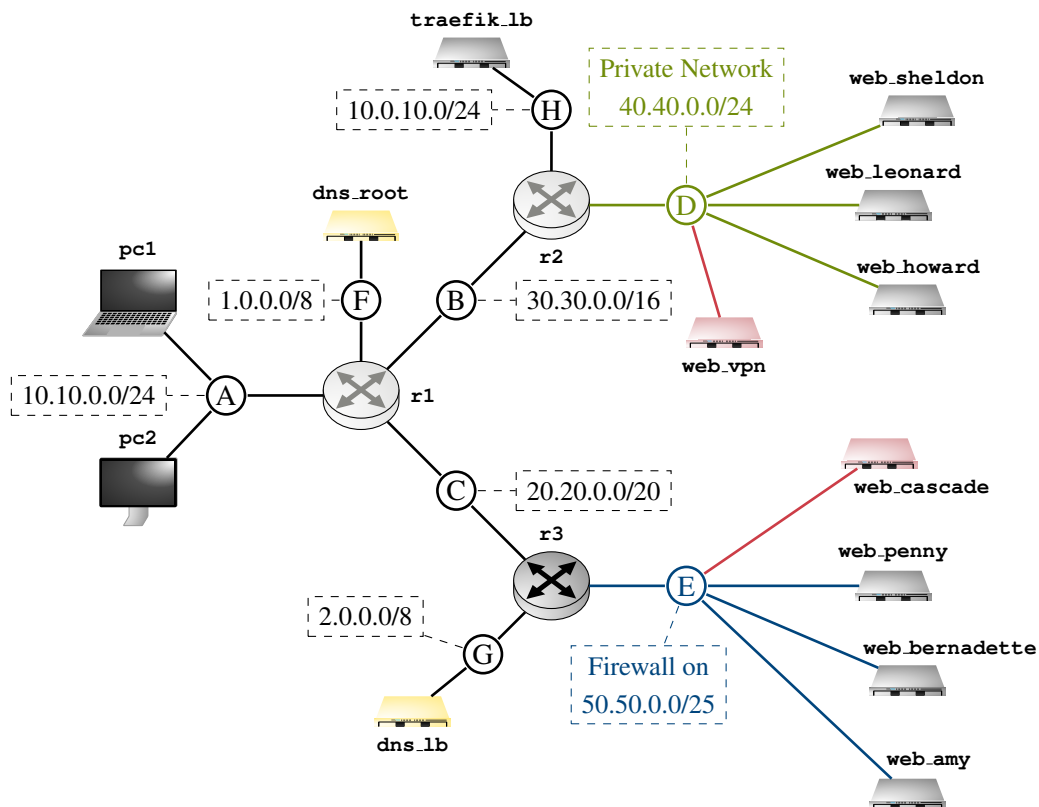 traefik_lb
Private Network
40.40.0.0/24
web_sheldon
10.0.10.0/24
H
dns_root
web_leonard
D
r2
pc1
web_howard
1.0.0.0/8
F
B
30.30.0.0/16
web_vpn
10.10.0.0/24
A
r1
pc2
C
20.20.0.0/20
web_cascade
r3
web_penny
E
2.0.0.0/8
G
Firewall on
50.50.0.0/25
web_bernadette
dns_lb
web_amy